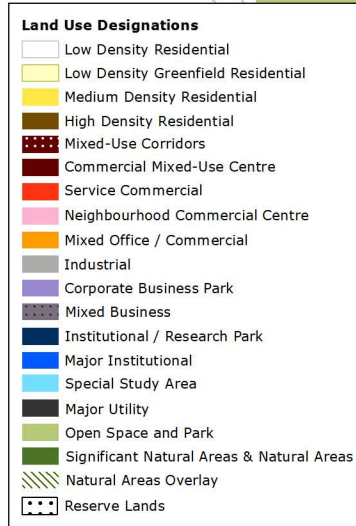 Land Use Designations
Low Density Residential
Low Density Greenfield Residential
Medium Density Residential
High Density Residential
Mixed-Use Corridors
Commercial Mixed-Use Centre
Service Commercial
Neighbourhood Commercial Centre
Mixed Office / Commercial
Industrial
Corporate Business Park
Mixed Business
Institutional / Research Park
Major Institutional
Special Study Area
Major Utility
Open Space and Park
Significant Natural Areas & Natural Areas
Natural Areas Overlay
Reserve Lands